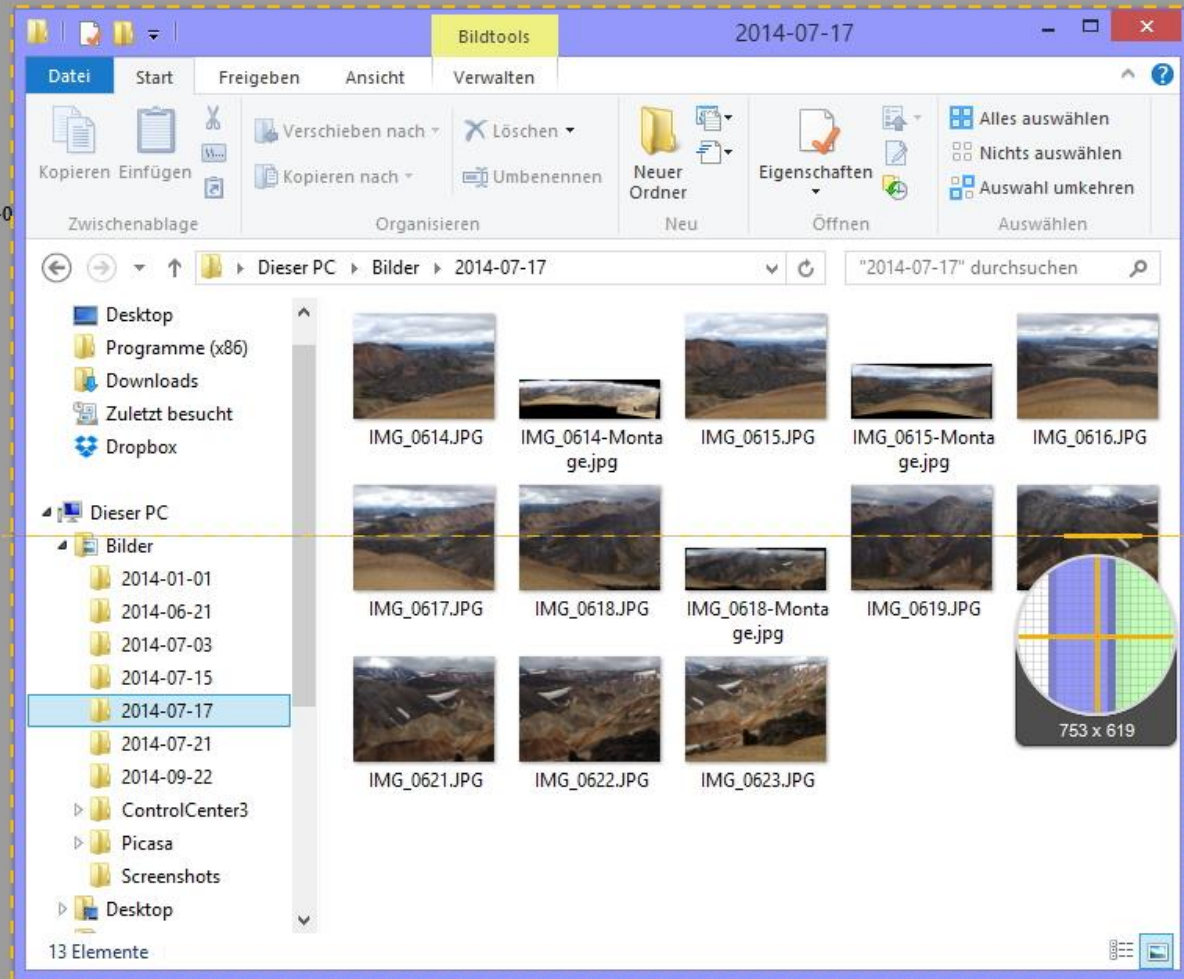 Bildtools
2014-07-17
Datei Start Freigeben Ansicht Verwalten
Kopieren Einfügen
Verschieben nach
Kopieren nach
Löschen
Umbenennen
Neuer
Ordner
Eigenschaften
Alles auswählen
Nichts auswählen
Auswahl umkehren
Zwischenablage Organisieren Neu Öffnen Auswählen
Dieser PC Bilder 2014-07-17
"2014-07-17" durchsuchen
Desktop
Programme (x86)
Downloads
Zuletzt besucht
Dropbox
Dieser PC
Bilder
2014-01-01
2014-06-21
2014-07-03
2014-07-15
2014-07-17
2014-07-21
2014-09-22
ControlCenter3
Picasa
Screenshots
Desktop
IMG_0614.JPG IMG_0614-Monta IMG_0615.JPG IMG_0615-Monta IMG_0616.JPG
ge.jpg ge.jpg
IMG_0617.JPG IMG_0618.JPG IMG_0618-Monta IMG_0619.JPG
ge.jpg
753 x 619
IMG_0621.JPG IMG_0622.JPG IMG_0623.JPG
13 Elemente